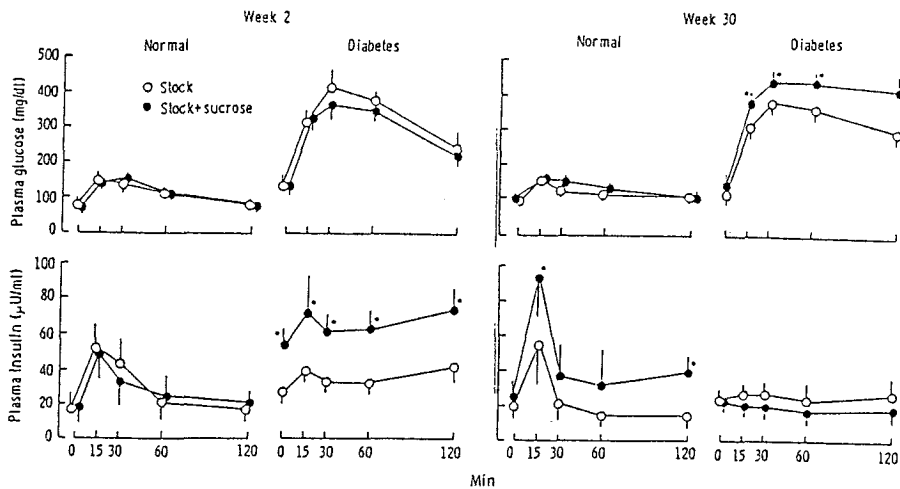 Week 2
Week 30
Normal
Diabetes
Normal
Diabetes
Plasma glucose (mg/dl)
500
400
300
200
100
0
Stock
Stock+sucrose
Plasma Insulin (μU/ml)
100
80
60
40
20
0
0 15 30 60 120
0 15 30 60 120
0 15 30 60 120
0 15 30 60 120
Min